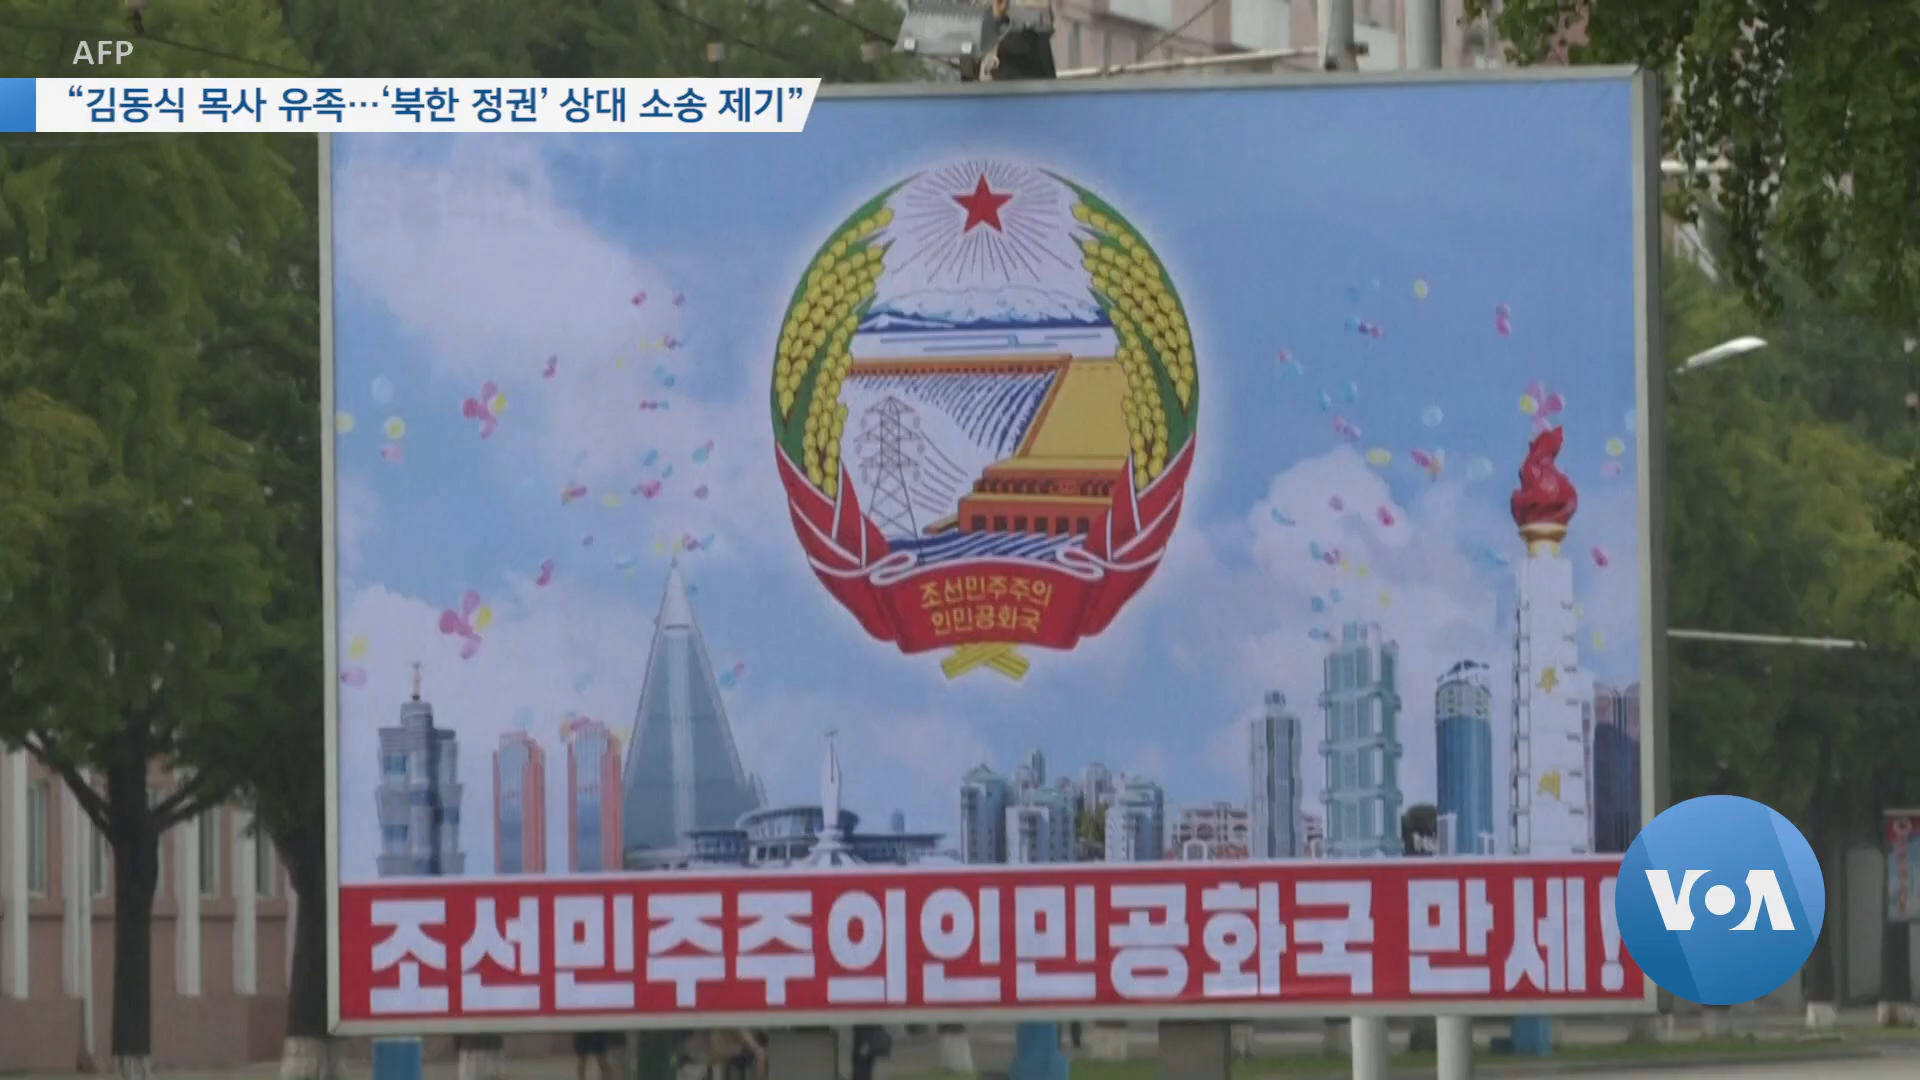 AFP
“김동식 목사 유족…‘북한 정권’ 상대 소송 제기”
조선민주주의
인민공화국
주
체
조선민주주의인민공화국 만세!
VOA